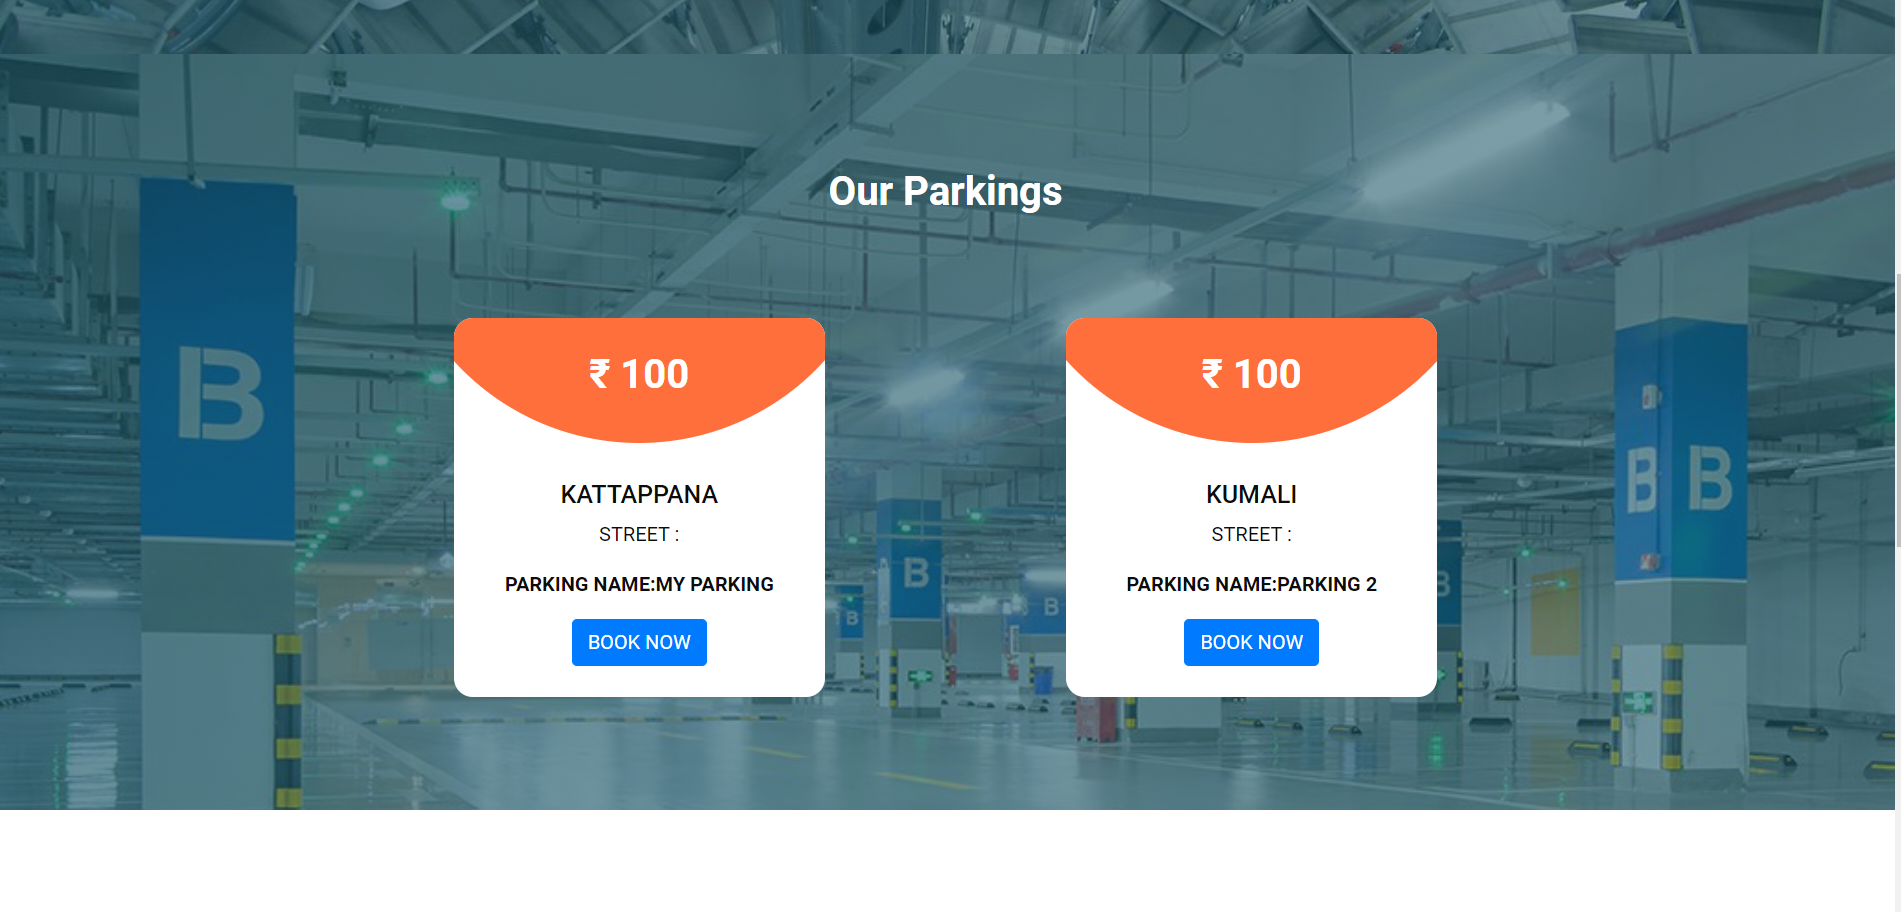 Our Parkings
₹ 100
KATTAPPANA
STREET :
PARKING NAME:MY PARKING
BOOK NOW
₹ 100
KUMALI
STREET :
PARKING NAME:PARKING 2
BOOK NOW
B
B
B
B
B
B
B